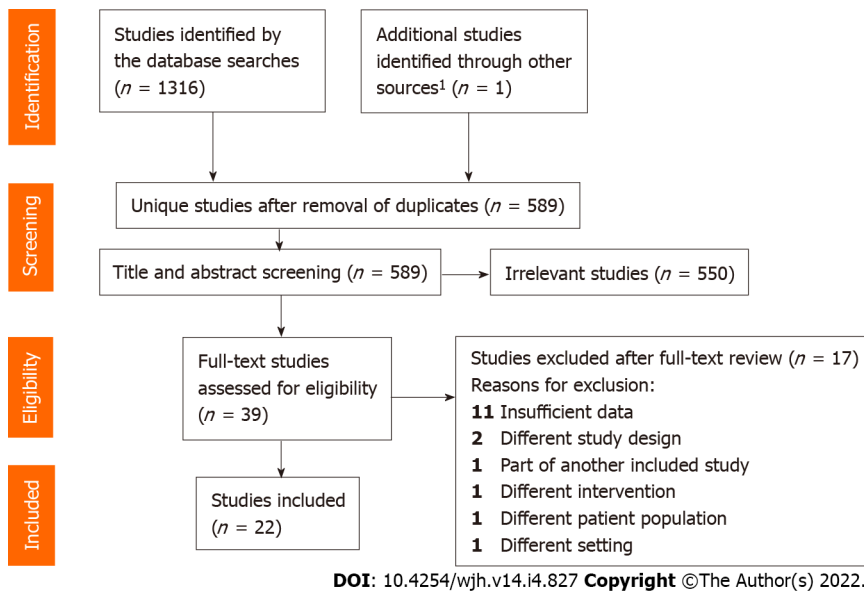 Identification
Studies identified by
the database searches
(n = 1316)
Additional studies
identified through other
sources¹ (n = 1)
Screening
Unique studies after removal of duplicates (n = 589)
Title and abstract screening (n = 589)
Irrelevant studies (n = 550)
Eligibility
Full-text studies
assessed for eligibility
(n = 39)
Studies excluded after full-text review (n = 17)
Reasons for exclusion:
11 Insufficient data
2 Different study design
1 Part of another included study
1 Different intervention
1 Different patient population
1 Different setting
Included
Studies included
(n = 22)
DOI: 10.4254/wjh.v14.i4.827 Copyright ©The Author(s) 2022.